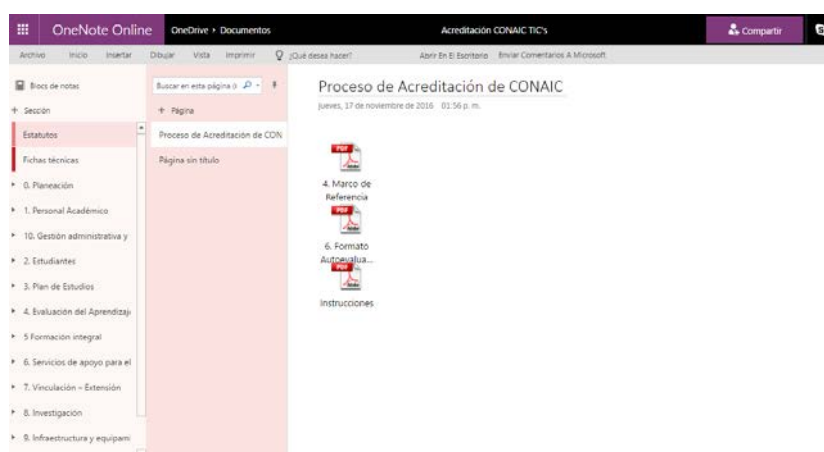 OneNote Online
OneDrive › Documentos
Acreditación CONAIC TIC's
Compartir
Archivo Inicio Insertar Dibujar Vista Imprimir ¿Qué desea hacer? Abrir En El Escritorio Enviar Comentarios A Microsoft
Blocs de notas
+ Sección
Estatutos
Fichas técnicas
0. Planeación
1. Personal Académico
10. Gestión administrativa y
2. Estudiantes
3. Plan de Estudios
4. Evaluación del Aprendizaje
5 Formación integral
6. Servicios de apoyo para el
7. Vinculación – Extensión
8. Investigación
9. Infraestructura y equipami
Buscar en esta página (
+ Página
Proceso de Acreditación de CON
Página sin título
Proceso de Acreditación de CONAIC
jueves, 17 de noviembre de 2016 01:56 p. m.
PDF
Adobe
4. Marco de
Referencia
PDF
Adobe
6. Formato
Autoevalua...
PDF
Adobe
Instrucciones